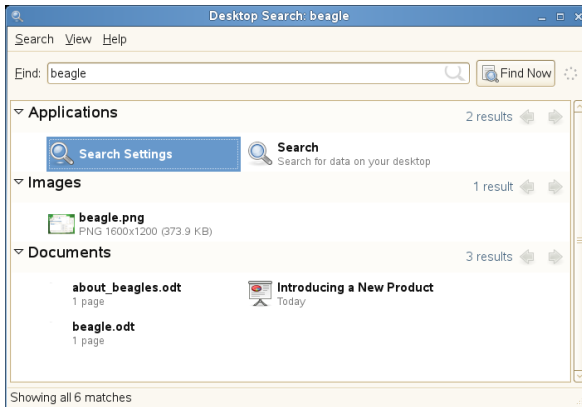 Desktop Search: beagle
Search View Help
Find: beagle Find Now
Applications 2 results
Search Settings
Search
Search for data on your desktop
Images 1 result
beagle.png
PNG 1600x1200 (373.9 KB)
Documents 3 results
about_beagles.odt
1 page
Introducing a New Product
Today
beagle.odt
1 page
Showing all 6 matches